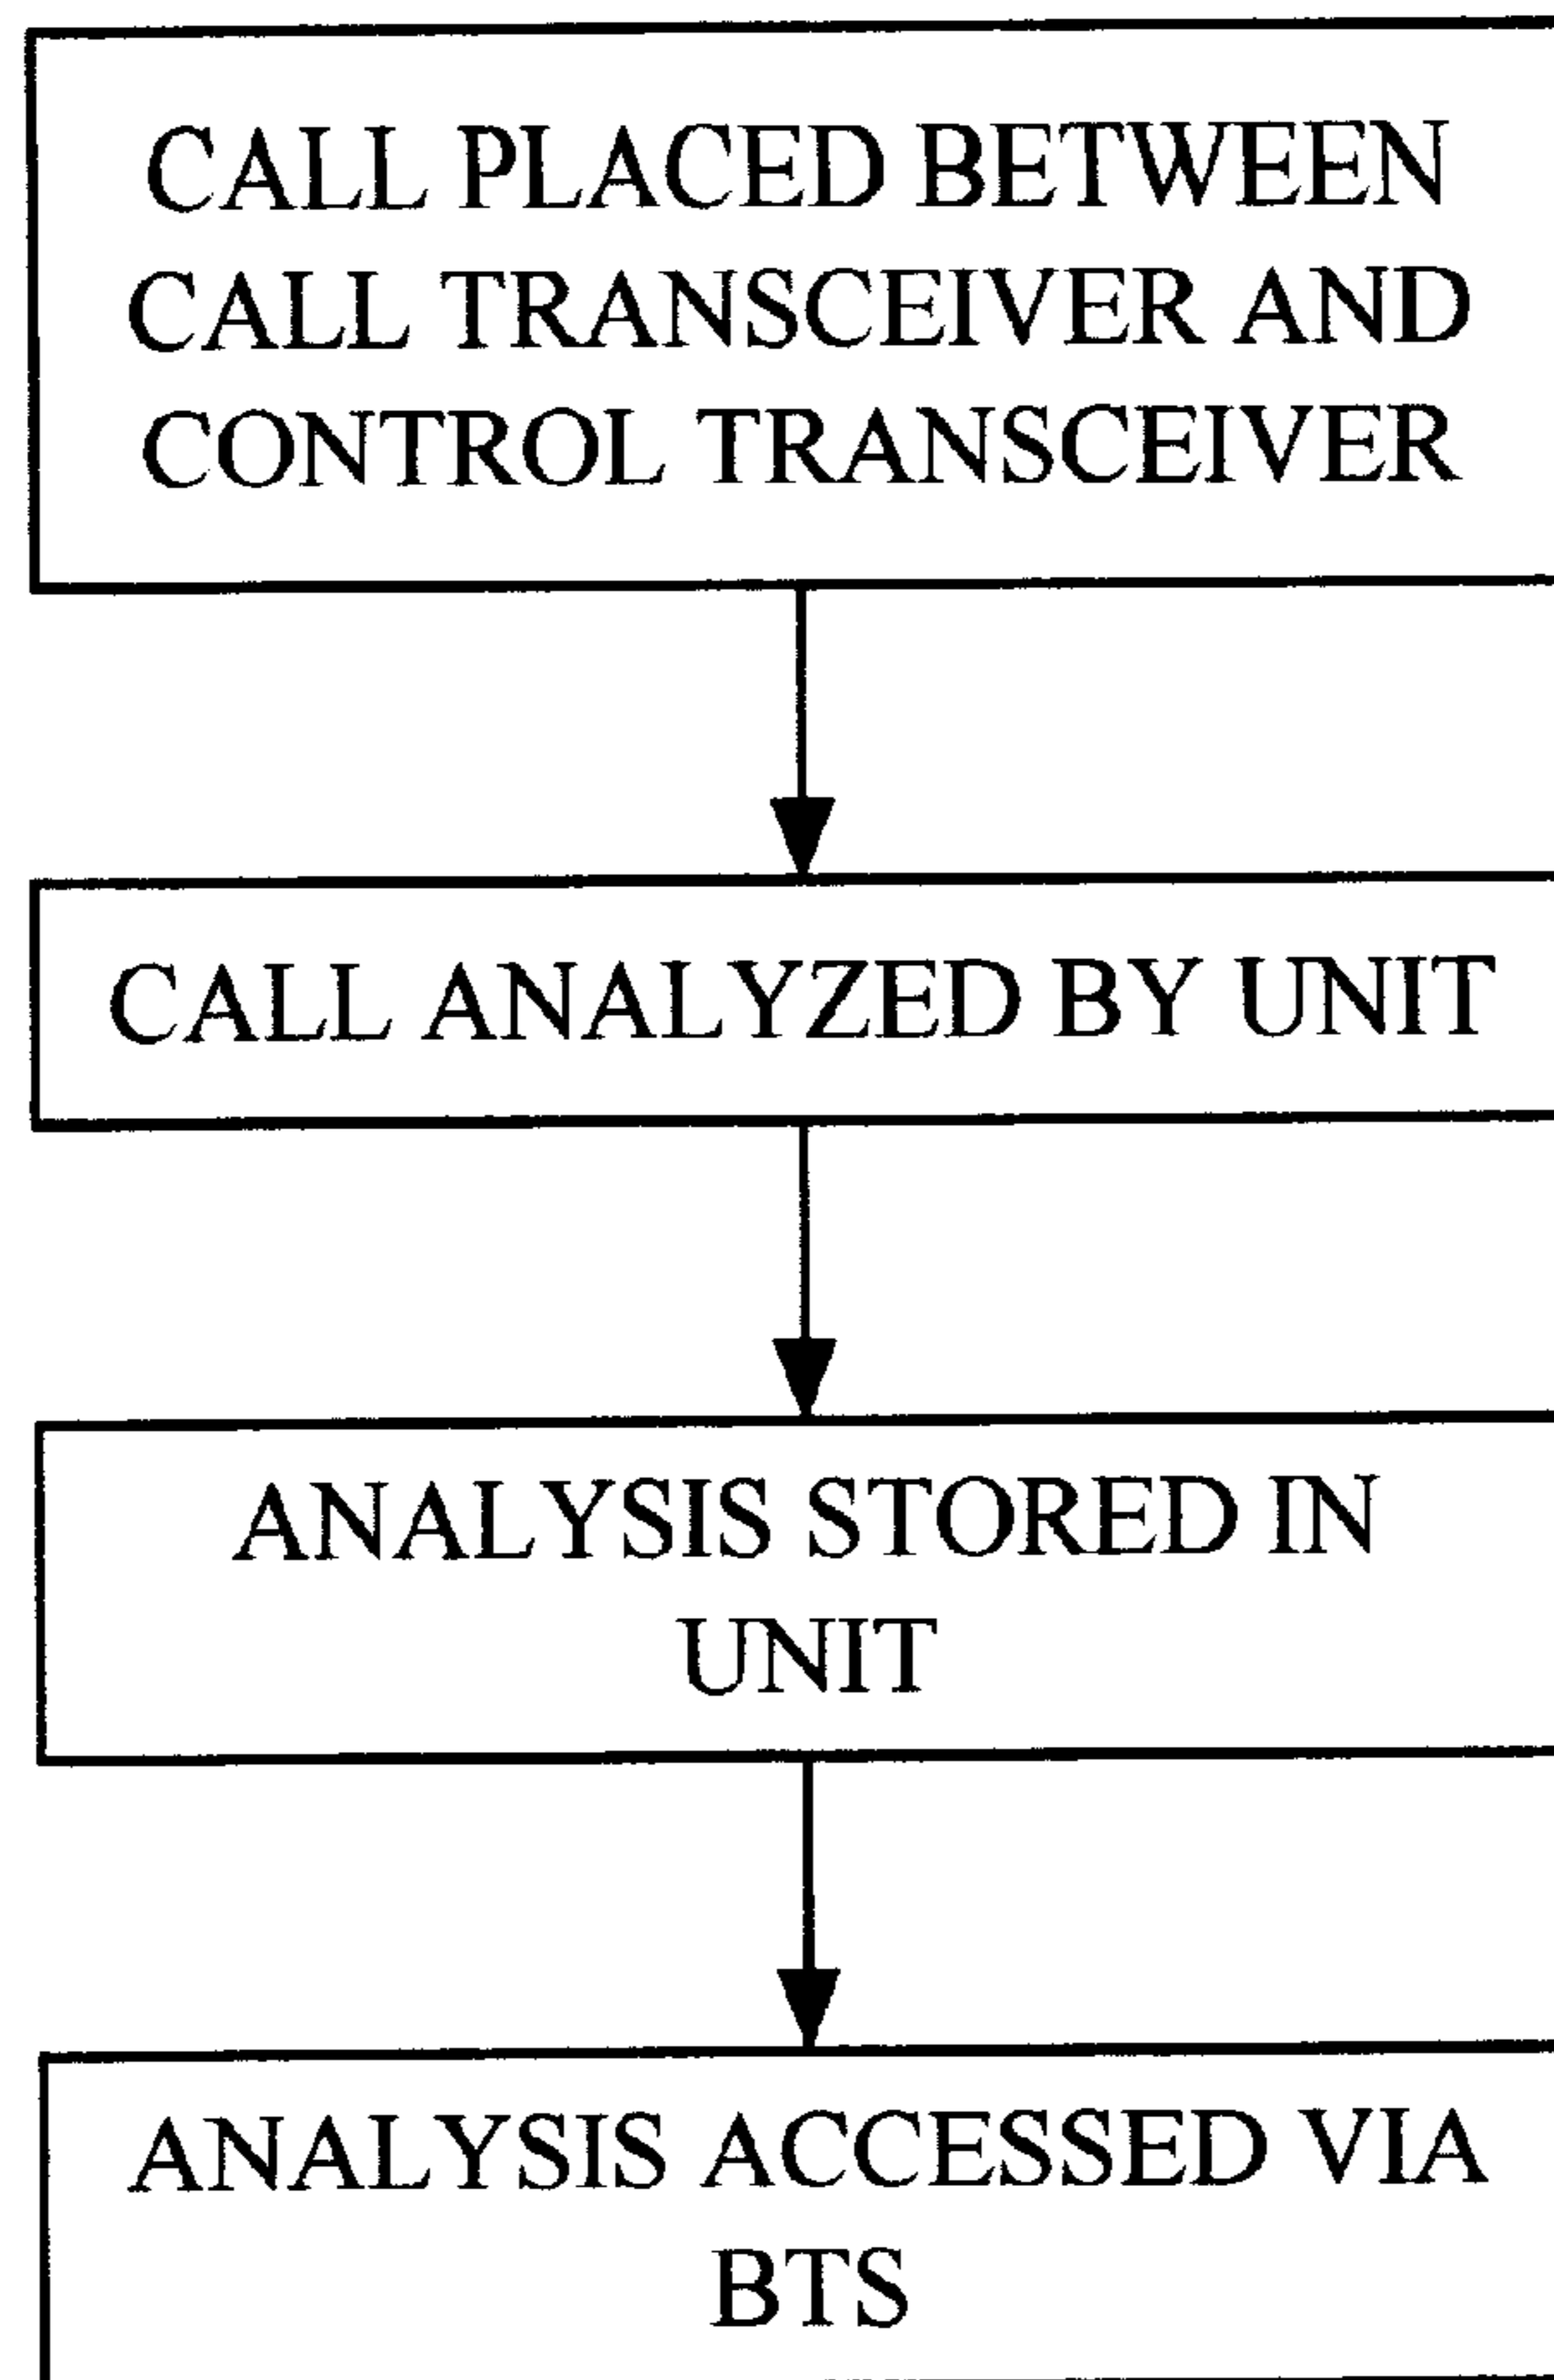 CALL PLACED BETWEEN
CALL TRANSCEIVER AND
CONTROL TRANSCEIVER
CALL ANALYZED BY UNIT
ANALYSIS STORED IN
UNIT
ANALYSIS ACCESSED VIA
BTS